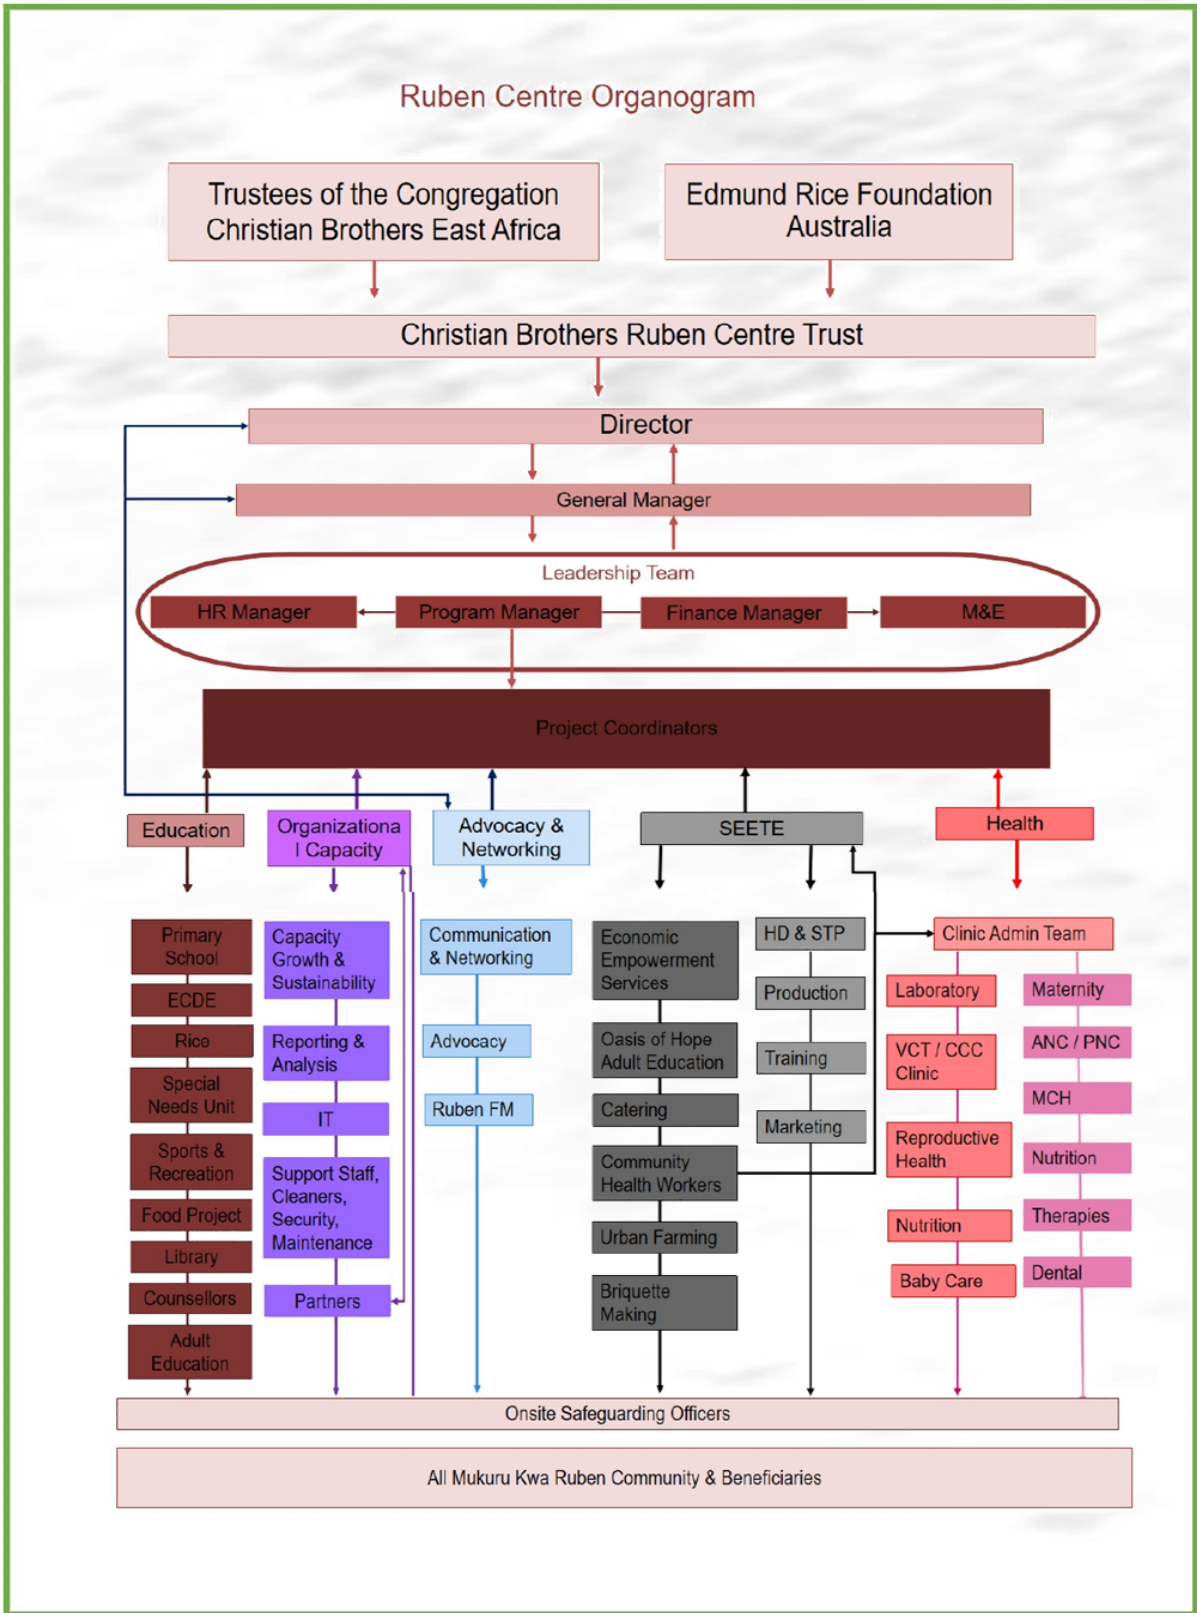 Ruben Centre Organogram
Trustees of the Congregation
Christian Brothers East Africa
Edmund Rice Foundation
Australia
Christian Brothers Ruben Centre Trust
Director
General Manager
Leadership Team
HR Manager
Program Manager
Finance Manager
M&E
Project Coordinators
Education
Organizationa
l Capacity
Advocacy &
Networking
SEETE
Health
Primary
School
ECDE
Rice
Special
Needs Unit
Sports &
Recreation
Food Project
Library
Counsellors
Adult
Education
Capacity
Growth &
Sustainability
Reporting &
Analysis
IT
Support Staff,
Cleaners,
Security,
Maintenance
Partners
Communication
& Networking
Advocacy
Ruben FM
Economic
Empowerment
Services
Oasis of Hope
Adult Education
Catering
Community
Health Workers
Urban Farming
Briquette
Making
HD & STP
Production
Training
Marketing
Clinic Admin Team
Laboratory
VCT / CCC
Clinic
Reproductive
Health
Nutrition
Baby Care
Maternity
ANC / PNC
MCH
Nutrition
Therapies
Dental
Onsite Safeguarding Officers
All Mukuru Kwa Ruben Community & Beneficiaries